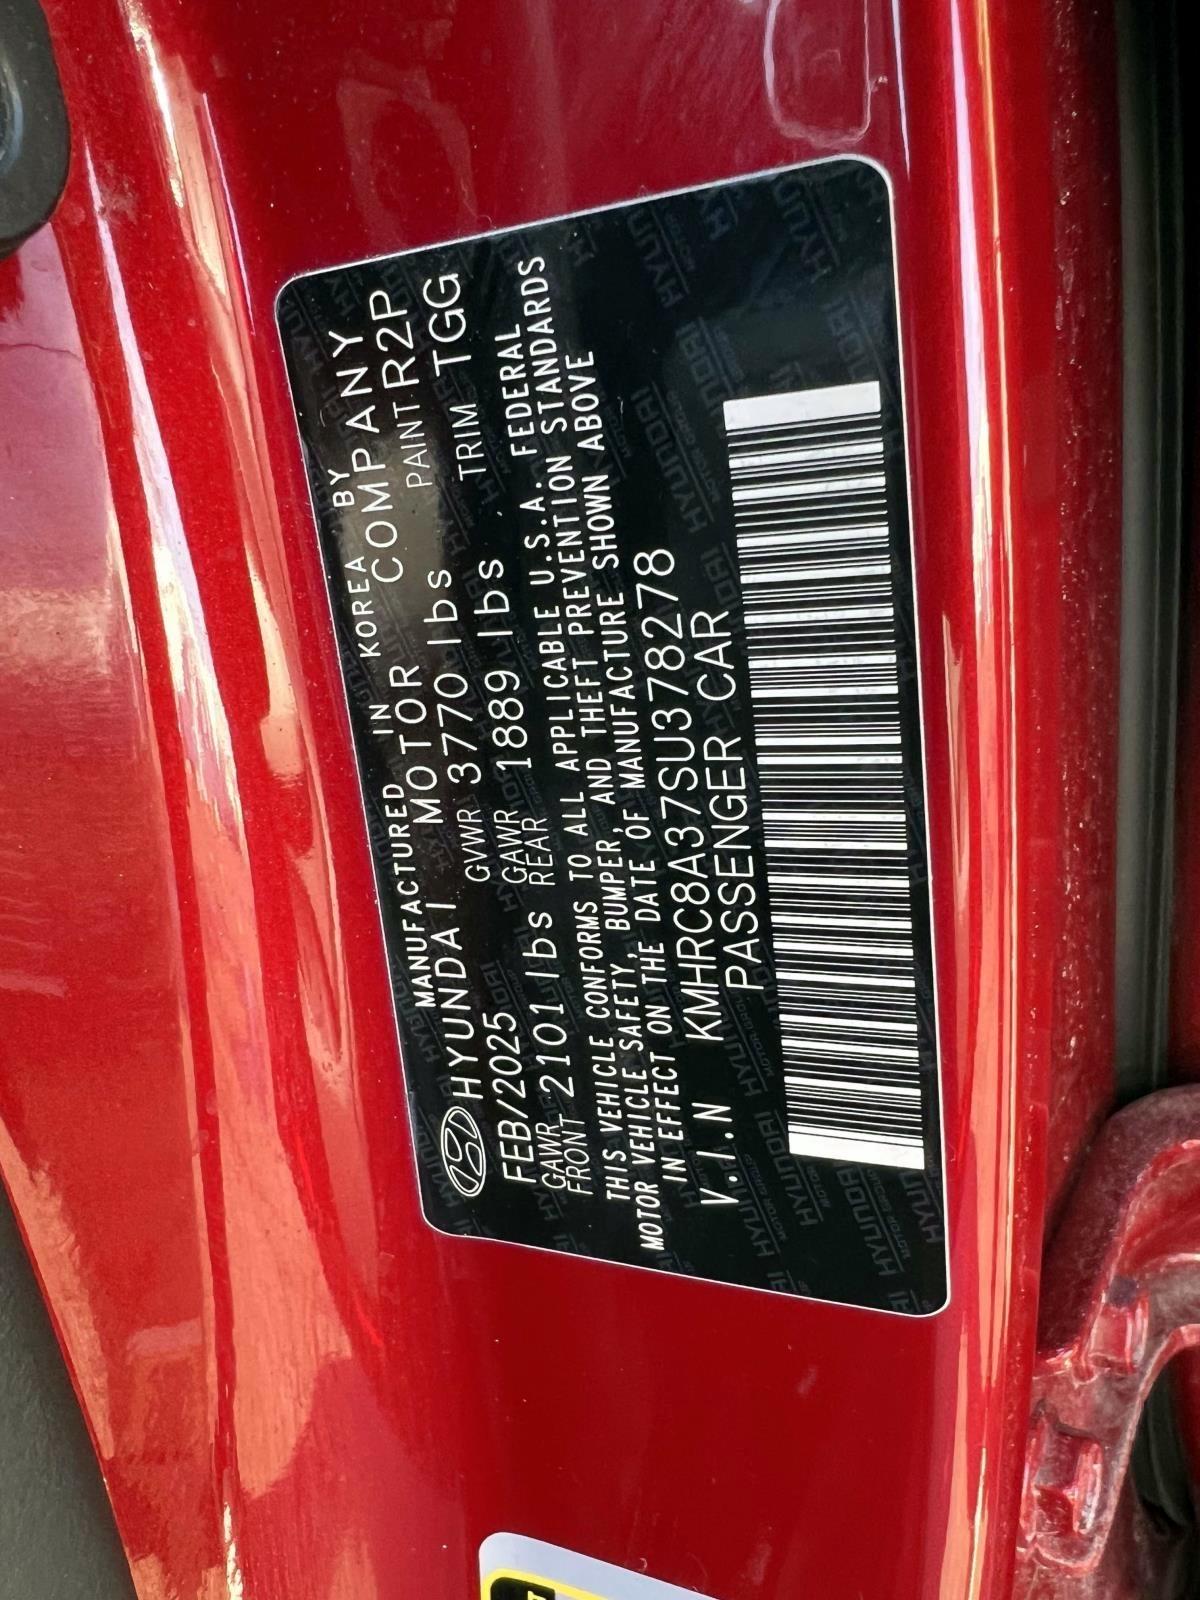 MANUFACTURED IN KOREA BY
HYUNDAI MOTOR COMPANY
FEB/2025 GVWR 3770 lbs PAINT R2P
GAWR FRONT 2101 lbs GAWR REAR 1889 lbs TRIM TGG
THIS VEHICLE CONFORMS TO ALL APPLICABLE U.S.A. FEDERAL
MOTOR VEHICLE SAFETY, BUMPER, AND THEFT PREVENTION STANDARDS
IN EFFECT ON THE DATE OF MANUFACTURE SHOWN ABOVE
V.I.N KMHRC8A37SU378278
PASSENGER CAR